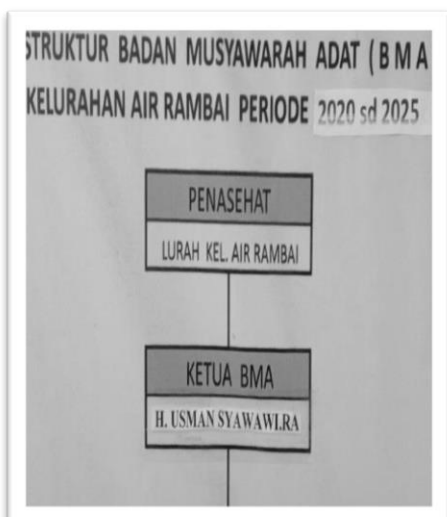 STRUKTUR BADAN MUSYAWARAH ADAT ( B M A
KELURAHAN AIR RAMBAI PERIODE 2020 sd 2025
PENASEHAT
LURAH KEL. AIR RAMBAI
KETUA BMA
H. USMAN SYAWAWI.RA